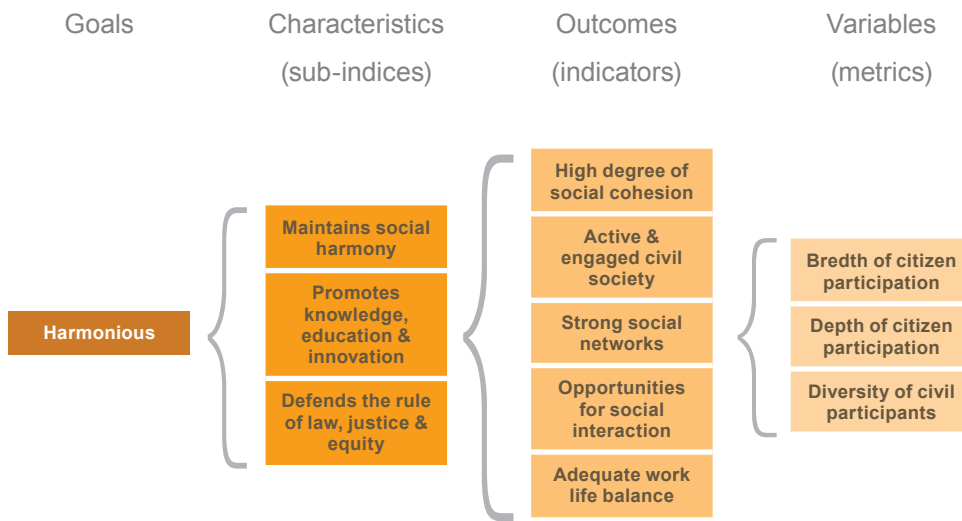 Goals
Characteristics
(sub-indices)
Outcomes
(indicators)
Variables
(metrics)
Harmonious
Maintains social
harmony
Promotes
knowledge,
education &
innovation
Defends the rule
of law, justice &
equity
High degree of
social cohesion
Active &
engaged civil
society
Strong social
networks
Opportunities
for social
interaction
Adequate work
life balance
Bredth of citizen
participation
Depth of citizen
participation
Diversity of civil
participants